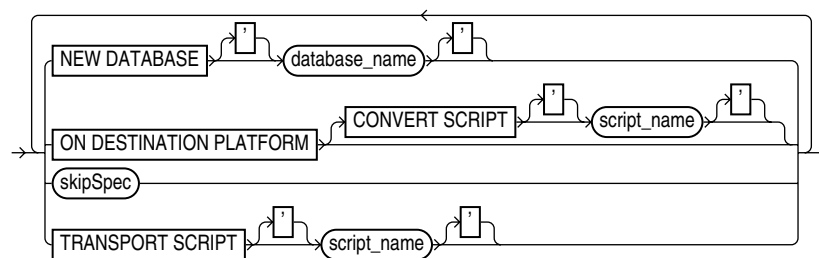 NEW DATABASE ' database_name '
CONVERT SCRIPT ' script_name '
ON DESTINATION PLATFORM
skipSpec
TRANSPORT SCRIPT ' script_name '